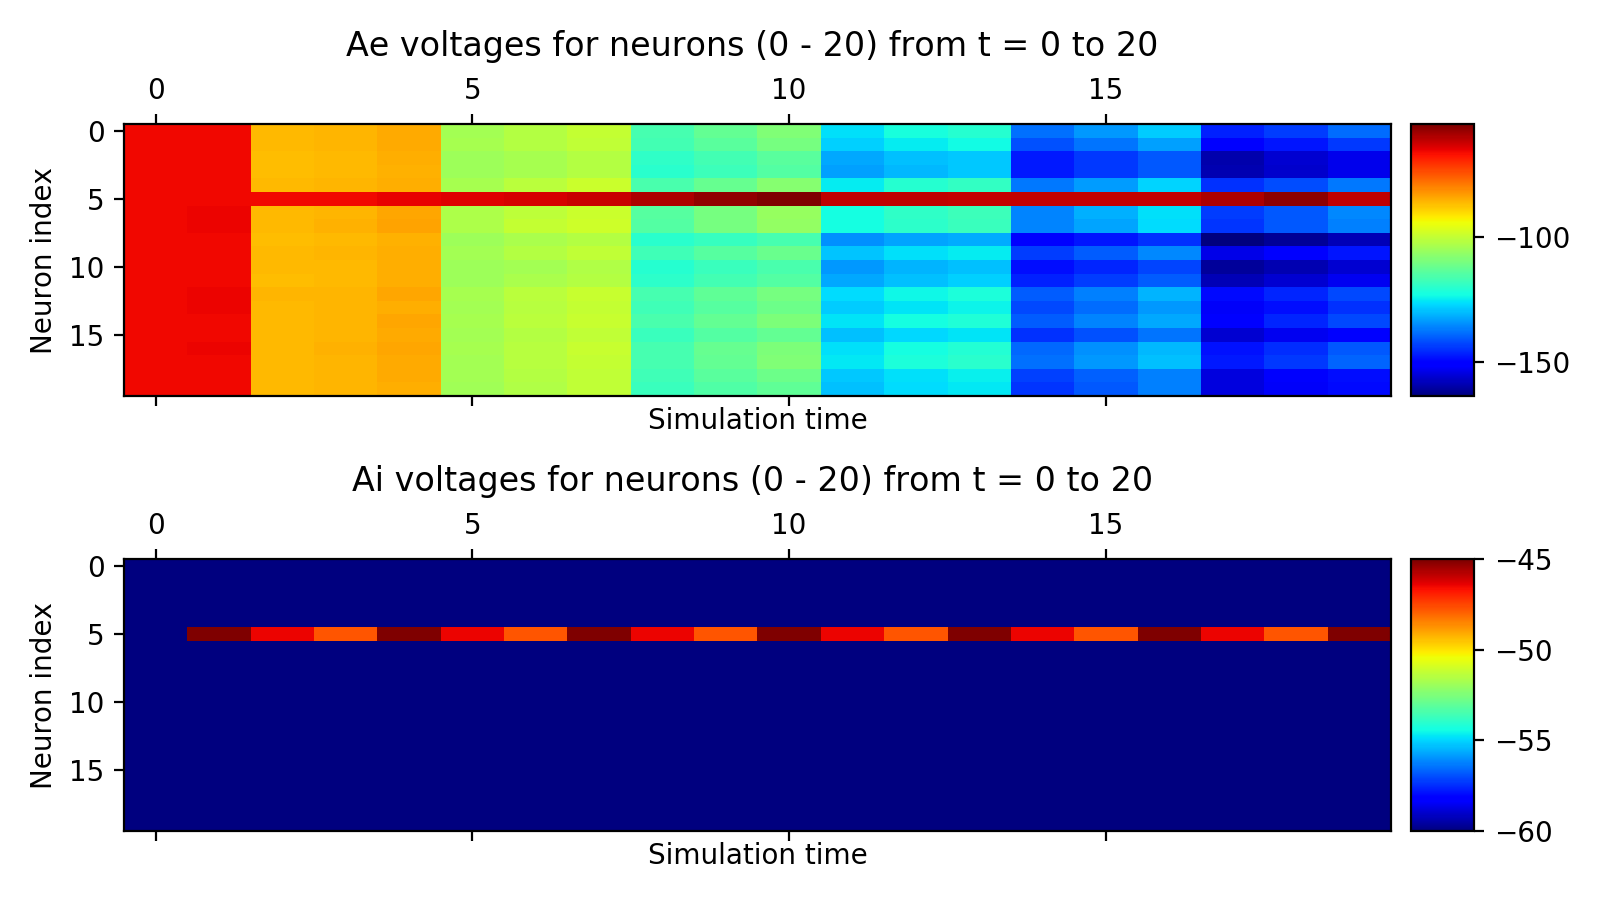 Ae voltages for neurons (0 - 20) from t = 0 to 20
0 5 10 15
Neuron index
0
5
10
15
−100
−150
Simulation time
Ai voltages for neurons (0 - 20) from t = 0 to 20
0 5 10 15
Neuron index
0
5
10
15
−45
−50
−55
−60
Simulation time